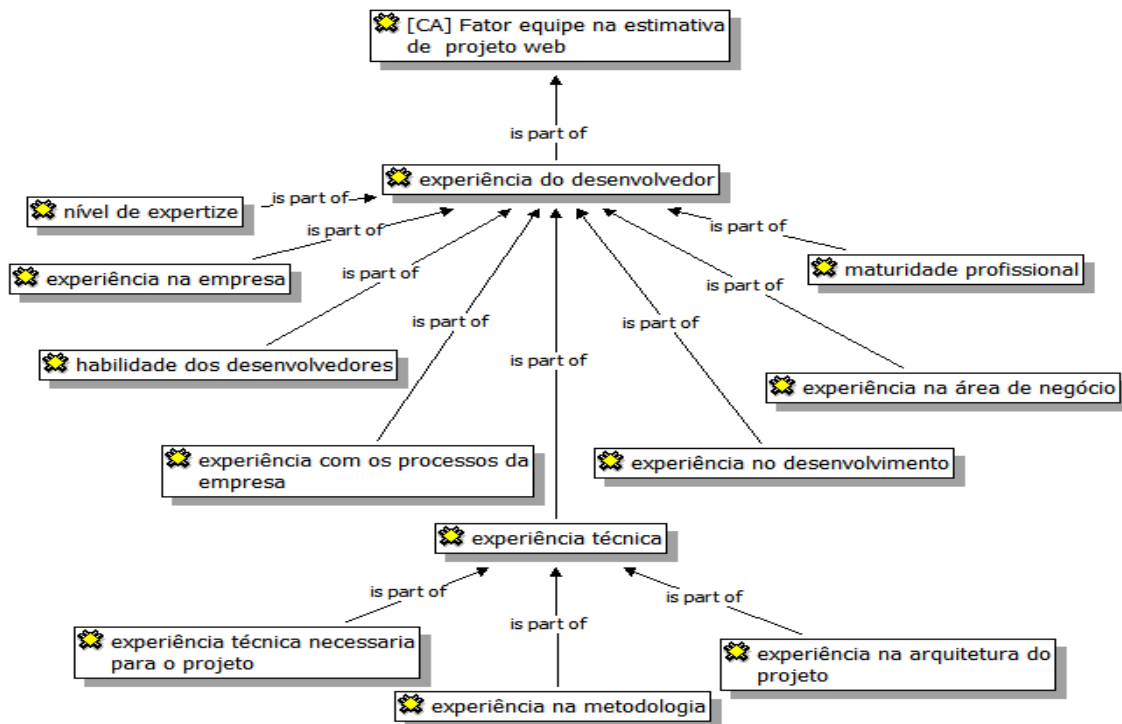 [CA] Fator equipe na estimativa
de projeto web
is part of
experiência do desenvolvedor
nível de expertize
is part of
is part of
is part of
experiência na empresa
maturidade profissional
is part of
is part of
is part of
is part of
is part of
habilidade dos desenvolvedores
experiência na área de negócio
experiência com os processos da
empresa
experiência no desenvolvimento
experiência técnica
is part of
is part of
is part of
experiência técnica necessaria
para o projeto
experiência na arquitetura do
projeto
experiência na metodologia